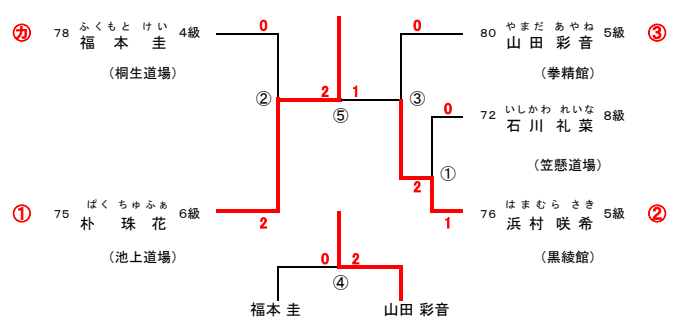 ㋕ 78 ふくもと けい 福本 圭 4級
（桐生道場）
0
0
80 やまだ あやね 山田 彩音 5級 ③
（拳精館）
② 2 1 ③
⑤
0
72 いしかわ れいな 石川 礼菜 8級
（笠懸道場）
①
2
① 75 ぱく ちゅふぁ 朴 珠花 6級
（池上道場）
2
1
76 はまむら さき 浜村 咲希 5級 ②
（黒綾館）
0 2
④
福本 圭
山田 彩音